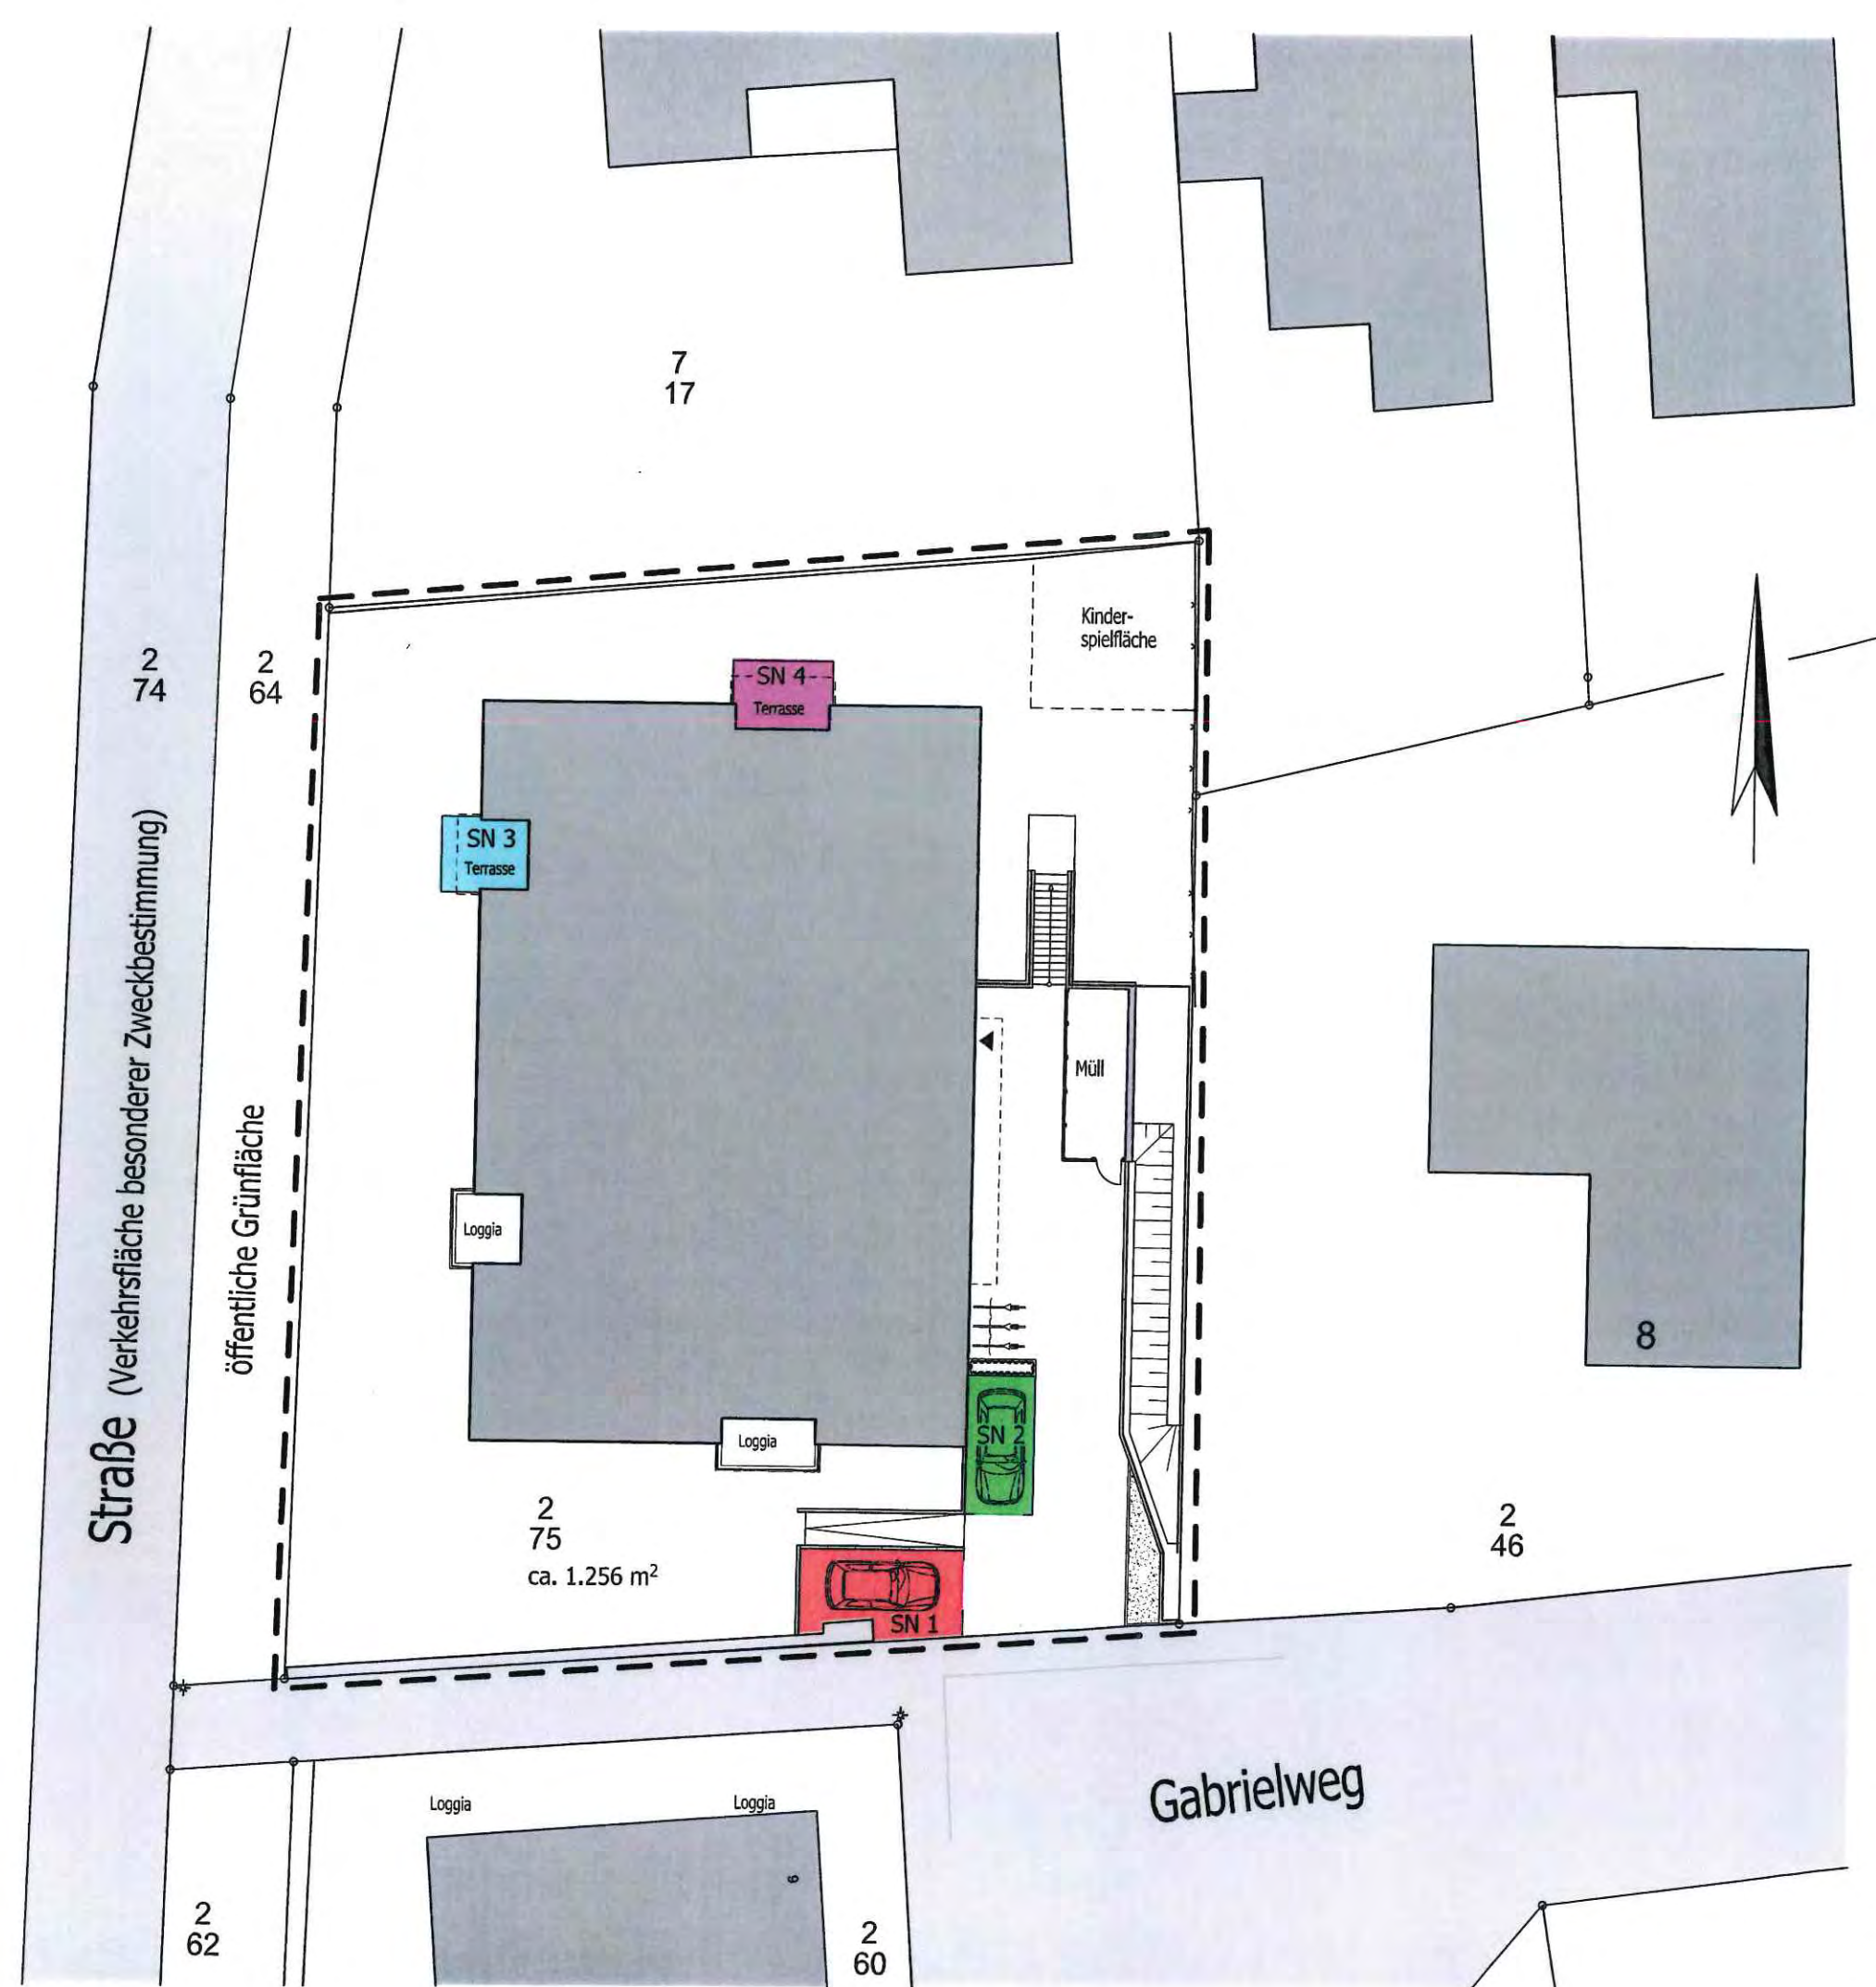 7
17
Kinder-
spielfläche
2
74
2
64
SN 4
Terrasse
SN 3
Terrasse
Straße (Verkehrsfläche besonderer Zweckbestimmung)
öffentliche Grünfläche
Müll
Loggia
8
Loggia
SN 2
2
75
ca. 1.256 m²
2
46
SN 1
Gabrielweg
Loggia
Loggia
6
2
62
2
60